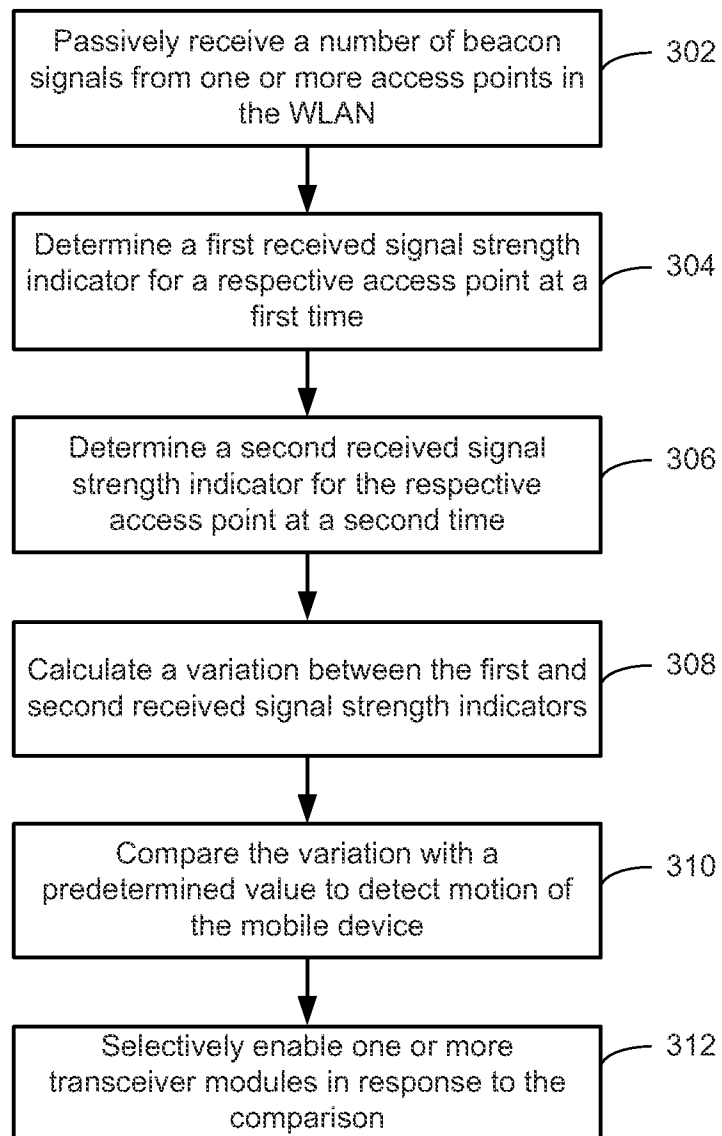 Passively receive a number of beacon
signals from one or more access points in
the WLAN
302
Determine a first received signal strength
indicator for a respective access point at a
first time
304
Determine a second received signal
strength indicator for the respective
access point at a second time
306
Calculate a variation between the first and
second received signal strength indicators
308
Compare the variation with a
predetermined value to detect motion of
the mobile device
310
Selectively enable one or more
transceiver modules in response to the
comparison
312